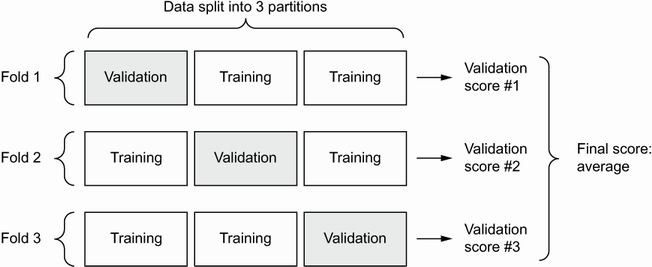 Data split into 3 partitions
Fold 1
Validation
Training
Training
Validation
score #1
Fold 2
Training
Validation
Training
Validation
score #2
Final score:
average
Fold 3
Training
Training
Validation
Validation
score #3